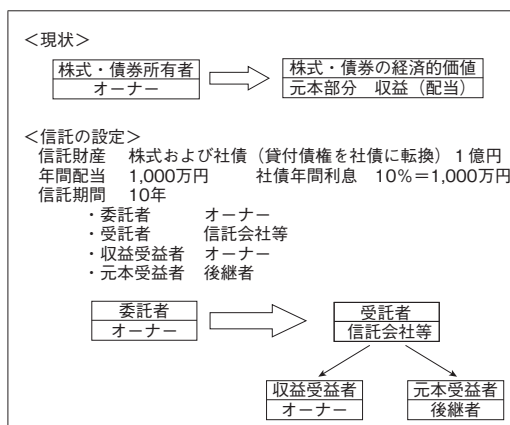 ＜現状＞
株式・債券所有者
オーナー
株式・債券の経済的価値
元本部分　収益（配当）
＜信託の設定＞
信託財産　株式および社債（貸付債権を社債に転換）１億円
年間配当　1,000万円　　社債年間利息　10％＝1,000万円
信託期間　10年
・委託者　　　オーナー
・受託者　　　信託会社等
・収益受益者　オーナー
・元本受益者　後継者
委託者
オーナー
受託者
信託会社等
収益受益者
オーナー
元本受益者
後継者